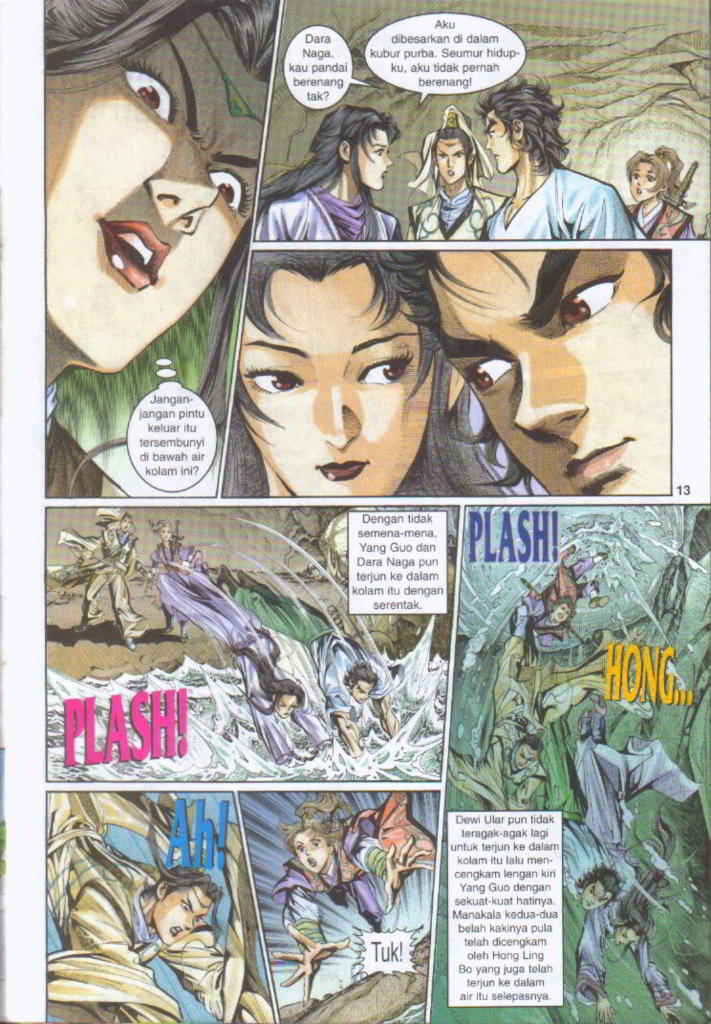 Dara
Naga,
kau pandai
berenang
tak?
Aku
dibesarkan di dalam
kubur purba. Seumur hidup-
ku, aku tidak pernah
berenang!
Jangan-
jangan pintu
keluar itu
tersembunyi
di bawah air
kolam ini?
13
Dengan tidak
semena-mena,
Yang Guo dan
Dara Naga pun
terjun ke dalam
kolam itu dengan
serentak.
PLASH!
PLASH!
HONG...
Ah!
Tuk!
Dewi Ular pun tidak
teragak-agak lagi
untuk terjun ke dalam
kolam itu lalu men-
cengkam lengan kiri
Yang Guo dengan
sekuat-kuat hatinya.
Manakala kedua-dua
belah kakinya pula
telah dicengkam
oleh Hong Ling
Bo yang juga telah
terjun ke dalam
air itu selepasnya.